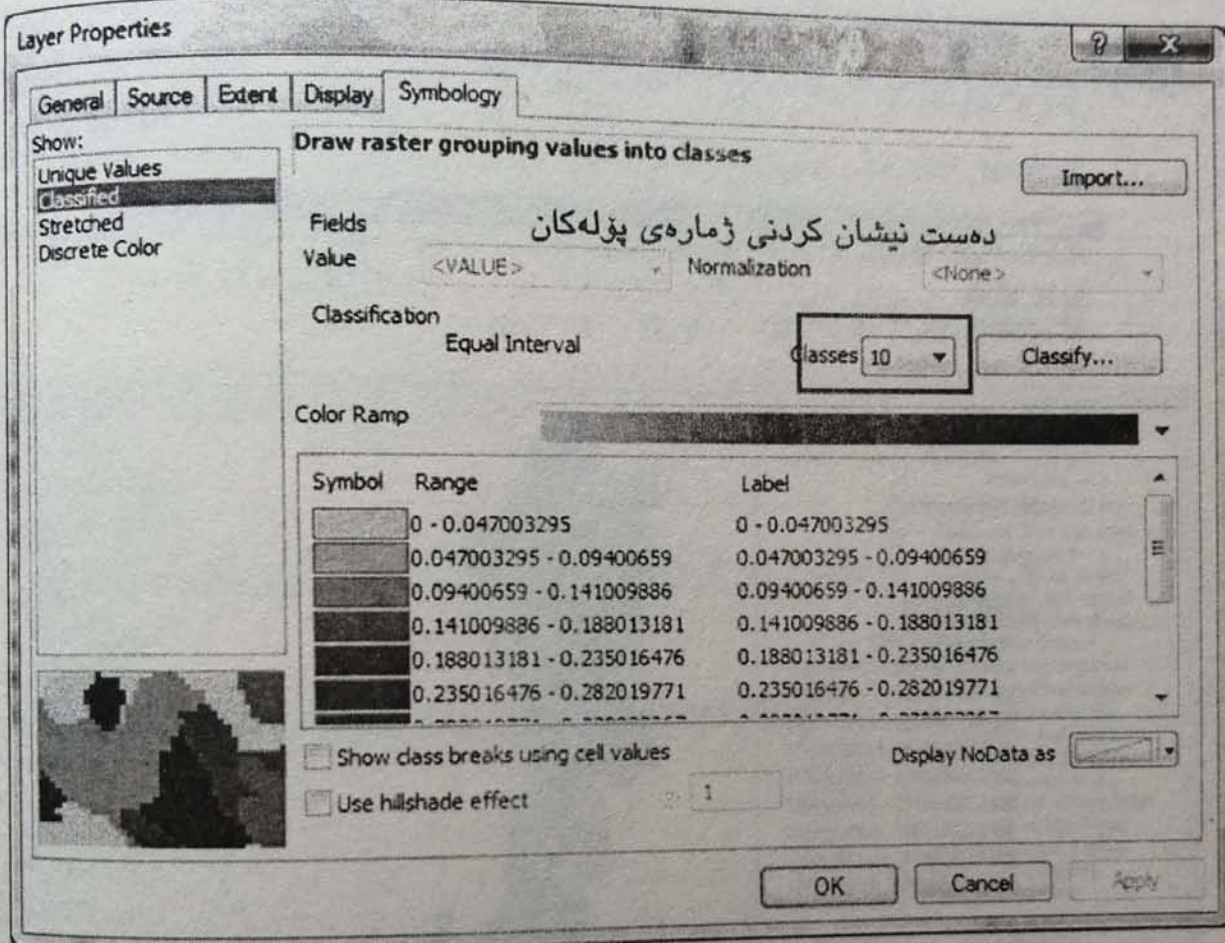 Layer Properties
General Source Extent Display Symbology
Show:
Unique Values
Classified
Stretched
Discrete Color
Draw raster grouping values into classes
Import...
Fields
دەست نیشان کردنی ژمارەی پۆلەکان
Value <VALUE> Normalization <None>
Classification
Equal Interval Classes 10 Classify...
Color Ramp
Symbol Range Label
0 - 0.047003295 0 - 0.047003295
0.047003295 - 0.09400659 0.047003295 - 0.09400659
0.09400659 - 0.141009886 0.09400659 - 0.141009886
0.141009886 - 0.188013181 0.141009886 - 0.188013181
0.188013181 - 0.235016476 0.188013181 - 0.235016476
0.235016476 - 0.282019771 0.235016476 - 0.282019771
Show class breaks using cell values Display NoData as
Use hillshade effect 1
OK Cancel Apply